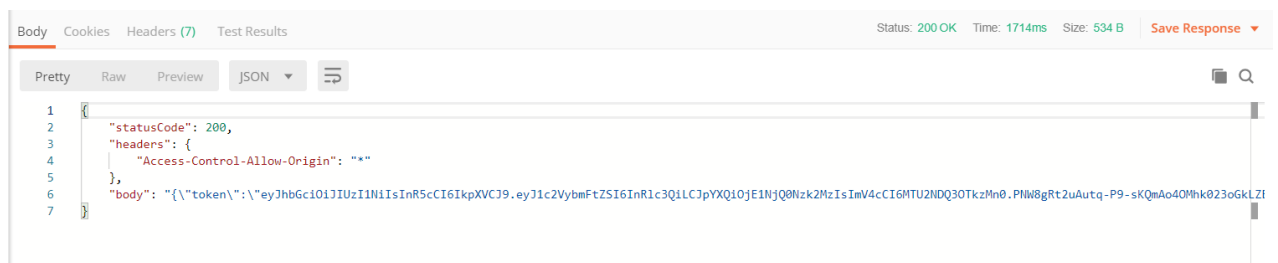 Body Cookies Headers (7) Test Results Status: 200 OK Time: 1714ms Size: 534 B Save Response
Pretty Raw Preview JSON
1 {
2 "statusCode": 200,
3 "headers": {
4 "Access-Control-Allow-Origin": "*"
5 },
6 "body": "{\"token\":\"eyJhbGciOiJIUzI1NiIsInR5cCI6IkpXVCJ9.eyJ1c2VybmFtZSI6InRlc3QiLCJpYXQiOjE1NjQ0Nzk2MzIsImV4cCI6MTU2NDQ3OTkzMn0.PNW8gRt2uAutq-P9-sKQmAo4OMhk023oGkLZE
7 }